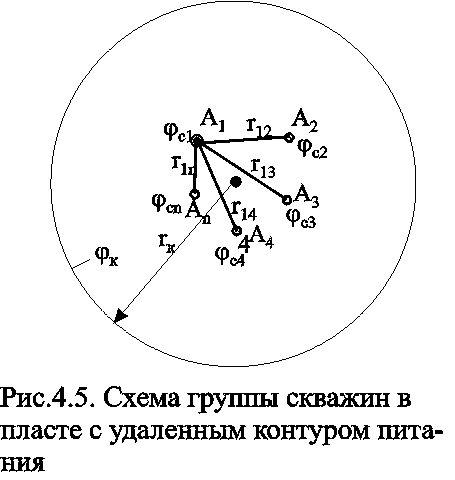 A₁
A₂
φc1
r₁₂
φc2
r₁n
r₁₃
A₃
φcn
Aₙ
r₁₄
φc3
A₄
4
φc4
rк
φк
Рис.4.5. Схема группы скважин в
пласте с удаленным контуром пита-
ния